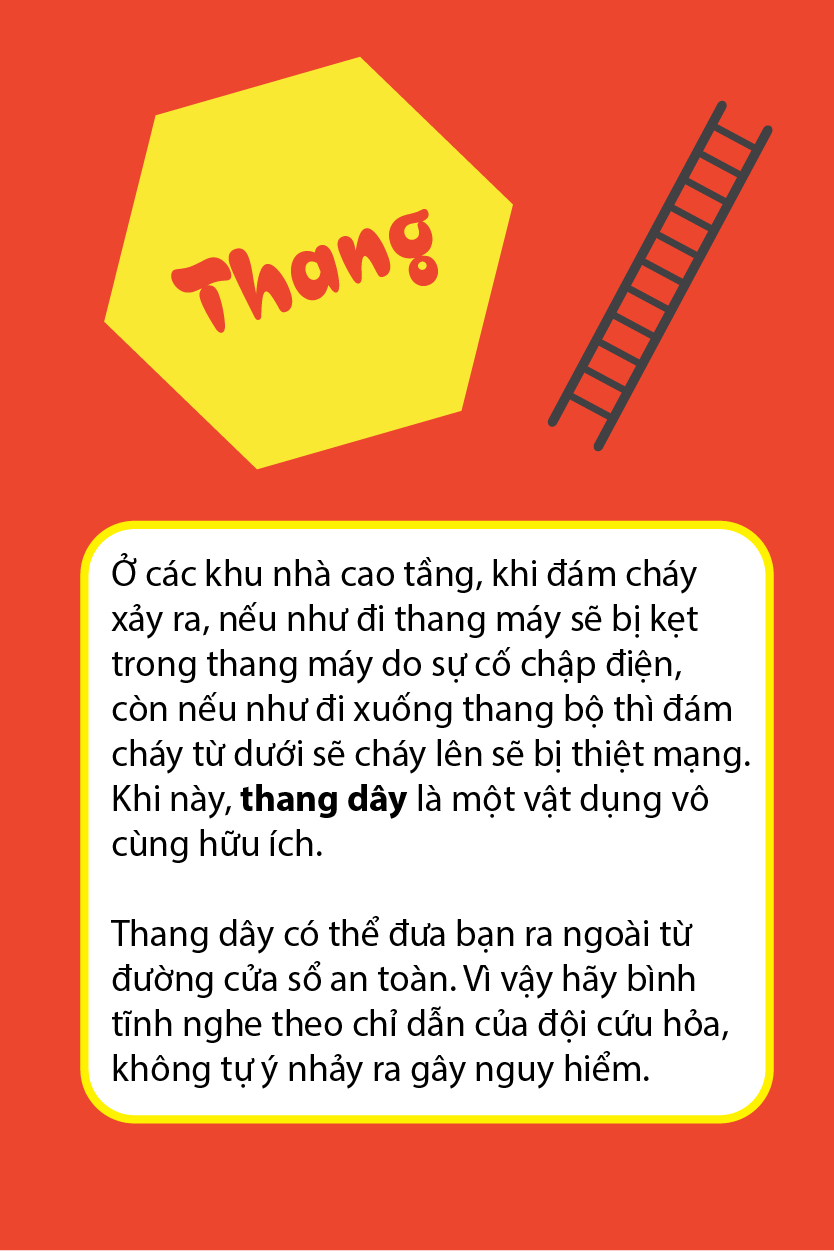 Thang
Ở các khu nhà cao tầng, khi đám cháy
xảy ra, nếu như đi thang máy sẽ bị kẹt
trong thang máy do sự cố chập điện,
còn nếu như đi xuống thang bộ thì đám
cháy từ dưới sẽ cháy lên sẽ bị thiệt mạng.
Khi này, thang dây là một vật dụng vô
cùng hữu ích.
Thang dây có thể đưa bạn ra ngoài từ
đường cửa sổ an toàn. Vì vậy hãy bình
tĩnh nghe theo chỉ dẫn của đội cứu hỏa,
không tự ý nhảy ra gây nguy hiểm.